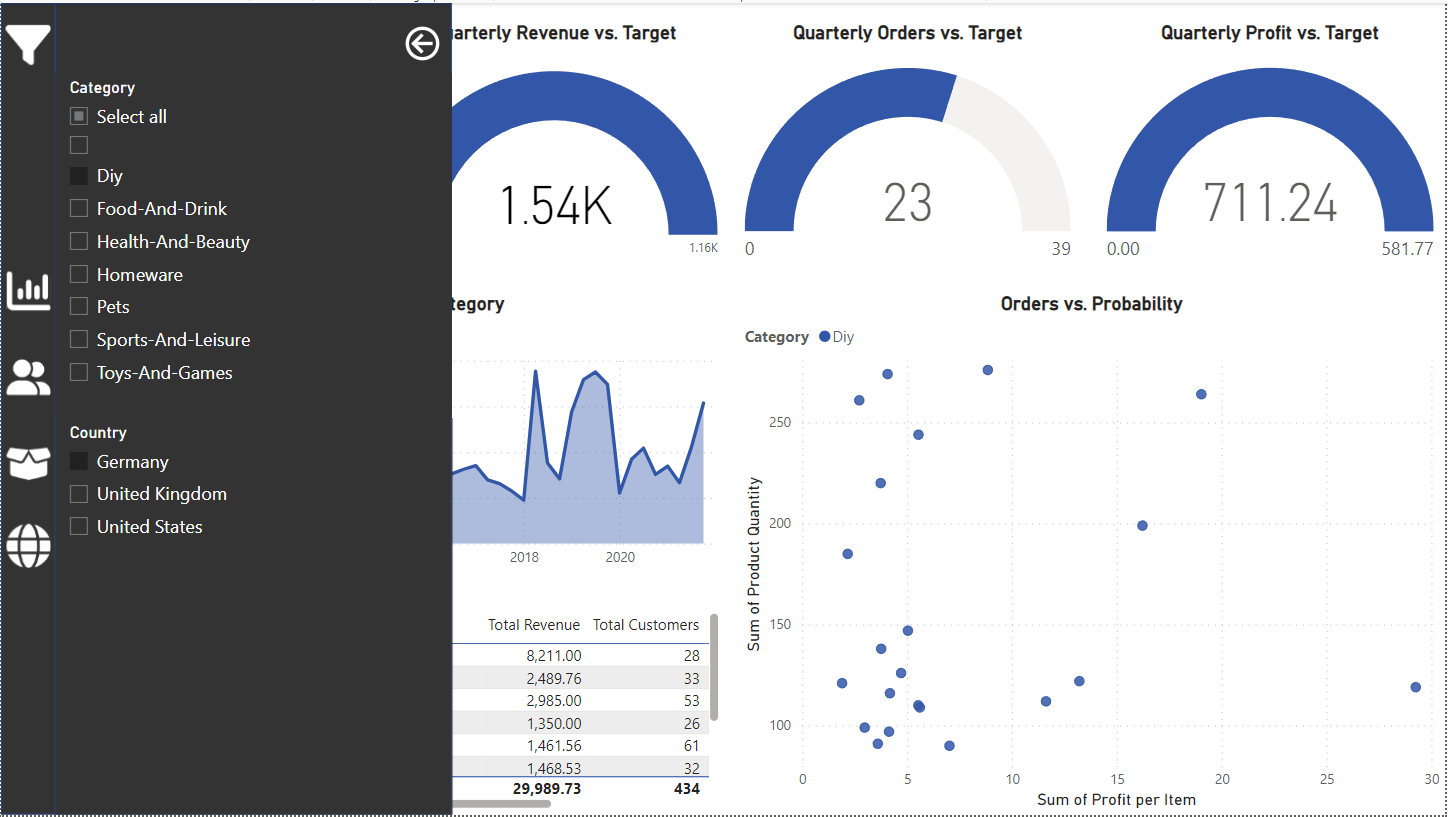 Category
Select all
Diy
Food-And-Drink
Health-And-Beauty
Homeware
Pets
Sports-And-Leisure
Toys-And-Games
Country
Germany
United Kingdom
United States
arterly Revenue vs. Target
1.54K
1.16K
Quarterly Orders vs. Target
23
0
39
Quarterly Profit vs. Target
711.24
0.00
581.77
tegory
2018
2020
Total Revenue Total Customers
8,211.00 28
2,489.76 33
2,985.00 53
1,350.00 26
1,461.56 61
1,468.53 32
29,989.73 434
Orders vs. Probability
Category Diy
Sum of Product Quantity
250
200
150
100
0 5 10 15 20 25 30
Sum of Profit per Item